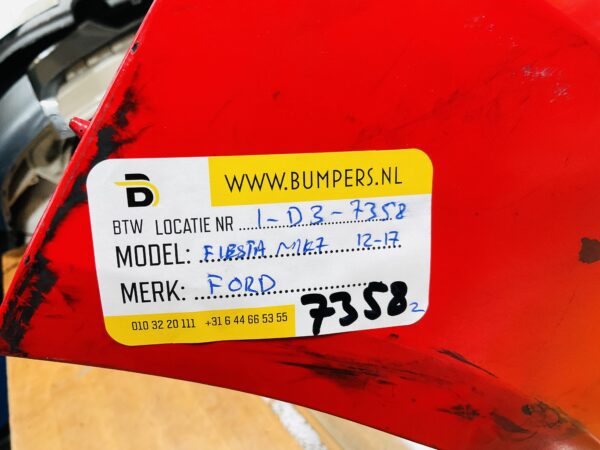 WWW.BUMPERS.NL
B
BTW LOCATIE NR 1-D3-7358
MODEL: FIESTA MK7 12-17
MERK: FORD
010 32 20 111 +31 6 44 66 53 55
7358 2